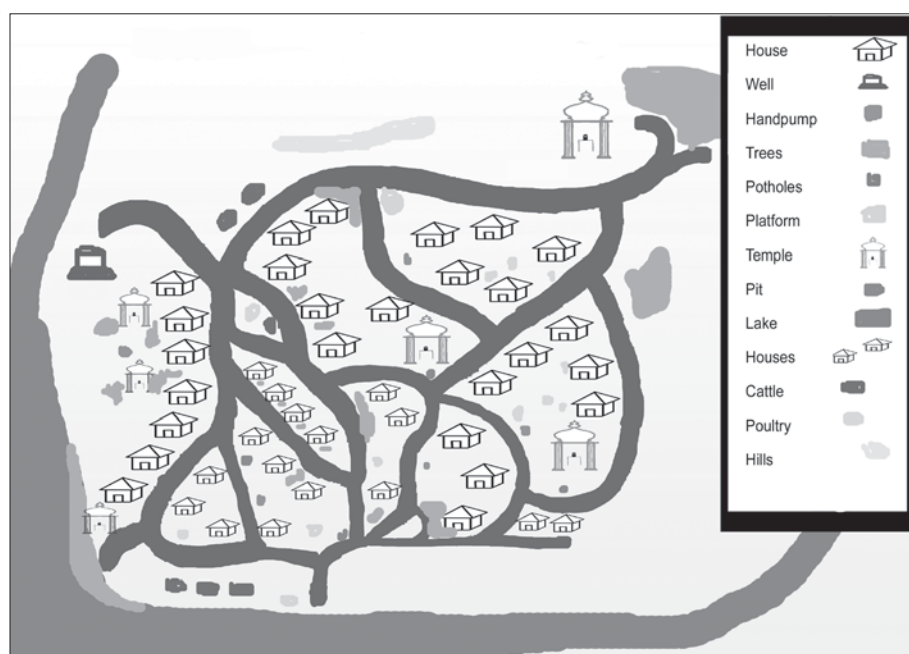 House
Well
Handpump
Trees
Potholes
Platform
Temple
Pit
Lake
Houses
Cattle
Poultry
Hills